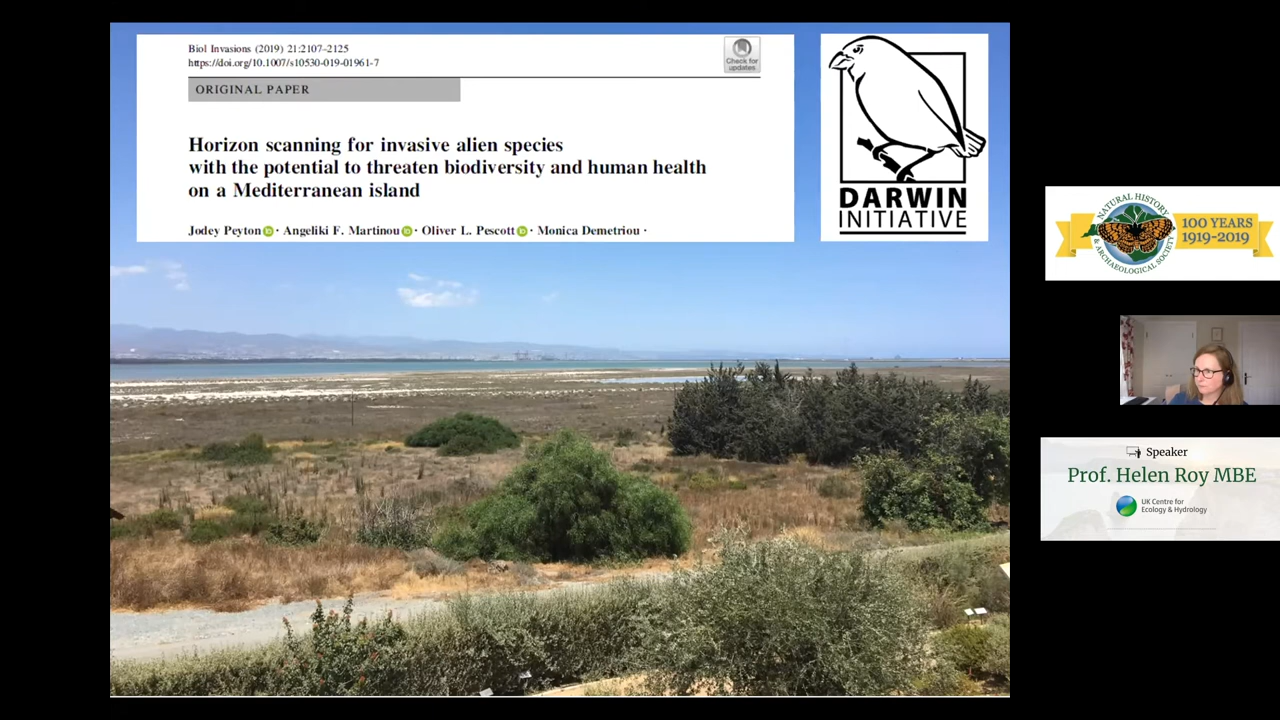 Biol Invasions (2019) 21:2107–2125
https://doi.org/10.1007/s10530-019-01961-7
Check for
updates
ORIGINAL PAPER
Horizon scanning for invasive alien species
with the potential to threaten biodiversity and human health
on a Mediterranean island
Jodey Peyton iD · Angeliki F. Martinou iD · Oliver L. Pescott iD · Monica Demetriou ·
DARWIN
INITIATIVE
NATURAL HISTORY
& ARCHAEOLOGICAL SOCIETY
100 YEARS
1919-2019
Speaker
Prof. Helen Roy MBE
UK Centre for
Ecology & Hydrology